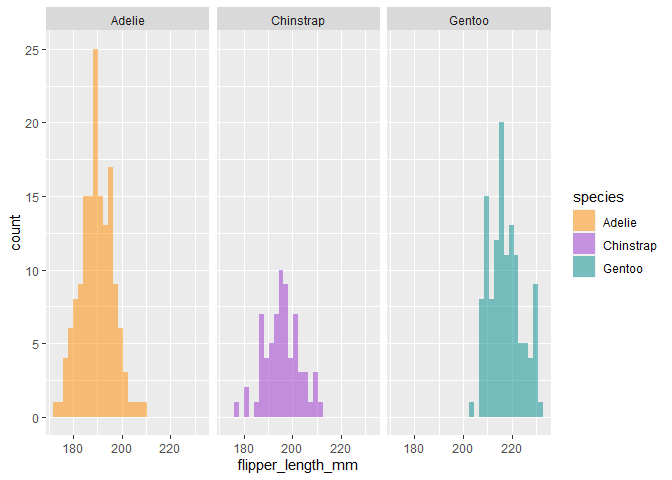 Adelie Chinstrap Gentoo
25
20
15
10
5
0
count
180 200 220 180 200 220 180 200 220
flipper_length_mm
species
Adelie
Chinstrap
Gentoo